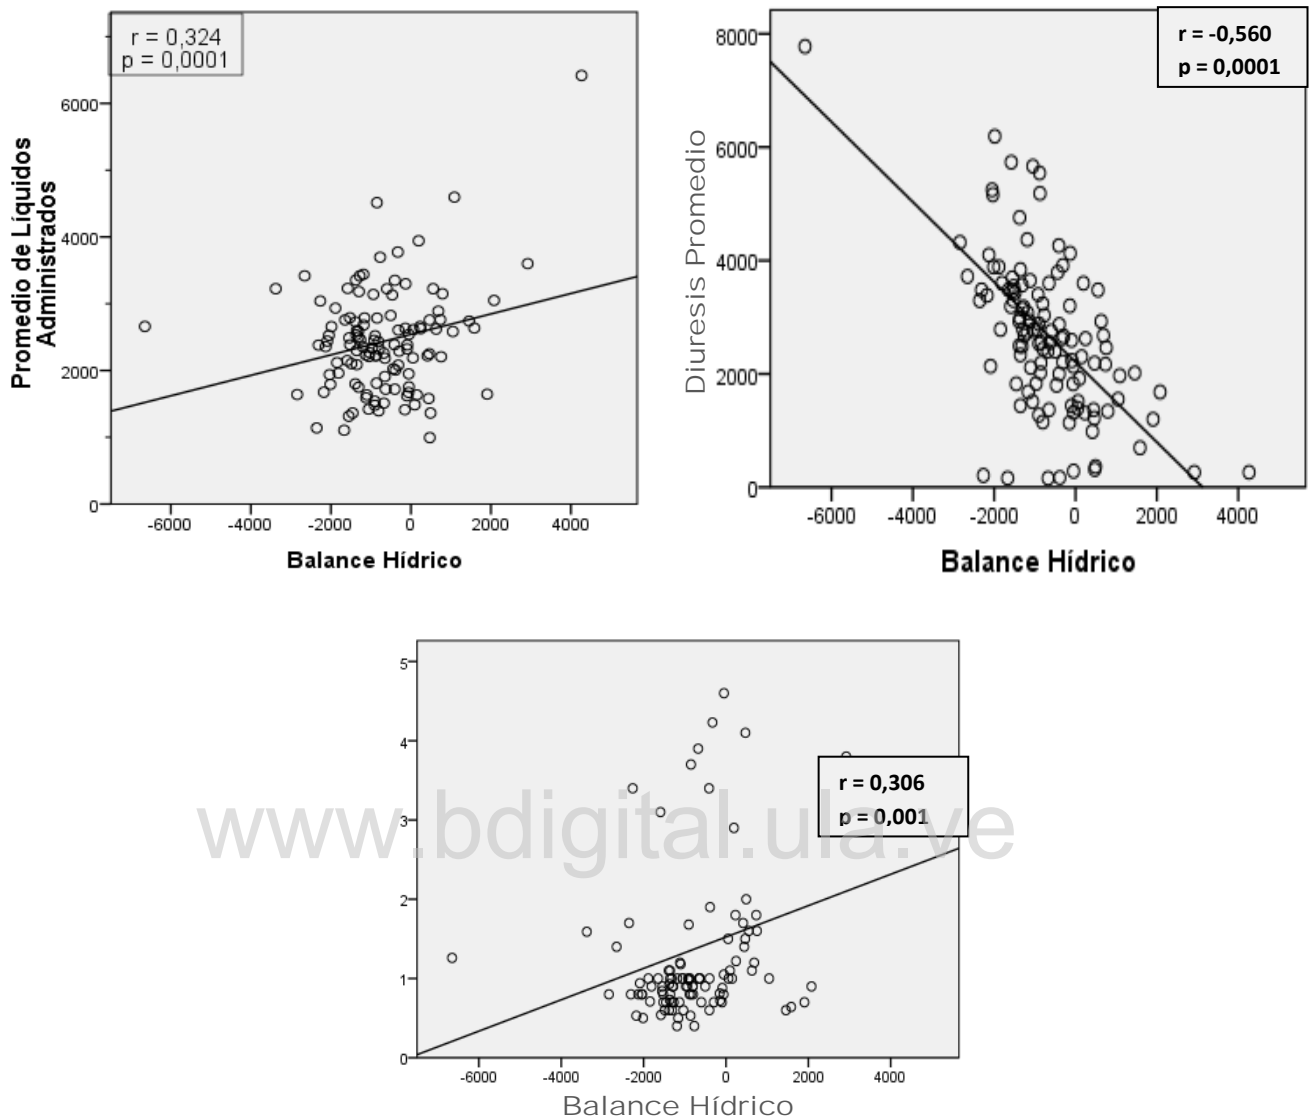 r = 0,324
p = 0,0001
6000
4000
2000
0
Promedio de Líquidos
Administrados
-6000 -4000 -2000 0 2000 4000
Balance Hídrico
r = -0,560
p = 0,0001
8000
6000
4000
2000
0
Diuresis Promedio
-6000 -4000 -2000 0 2000 4000
Balance Hídrico
5
4
3
2
1
0
r = 0,306
p = 0,001
www.bdigital.ula.ve
-6000 -4000 -2000 0 2000 4000
Balance Hídrico